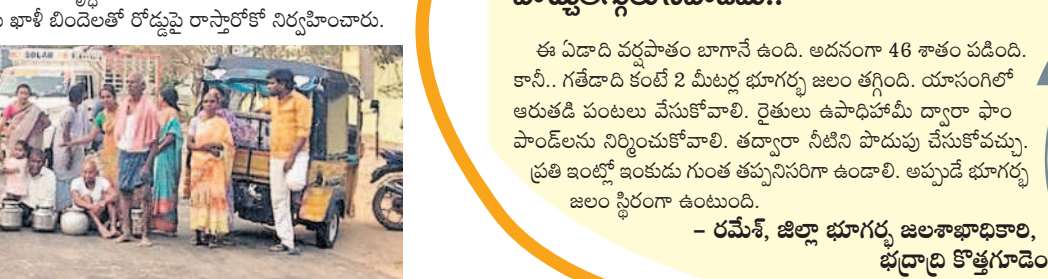 ఖాళీ బిందెలతో రోడ్డుపై రాస్తారోకో నిర్వహించారు.
SOLAR
ఈ ఏడాది వర్షపాతం బాగానే ఉంది. అదనంగా 46 శాతం పడింది.
కానీ.. గతేడాది కంటే 2 మీటర్ల భూగర్భ జలం తగ్గింది. యాసంగిలో
ఆరుతడి పంటలు వేసుకోవాలి. రైతులు ఉపాధిహామీ ద్వారా ఫాం
పాండ్‌లను నిర్మించుకోవాలి. తద్వారా నీటిని పొదుపు చేసుకోవచ్చు.
ప్రతి ఇంట్లో ఇంకుడు గుంత తప్పనిసరిగా ఉండాలి. అప్పుడే భూగర్భ
జలం స్థిరంగా ఉంటుంది.
– రమేశ్, జిల్లా భూగర్భ జలశాఖాధికారి,
భద్రాద్రి కొత్తగూడెం